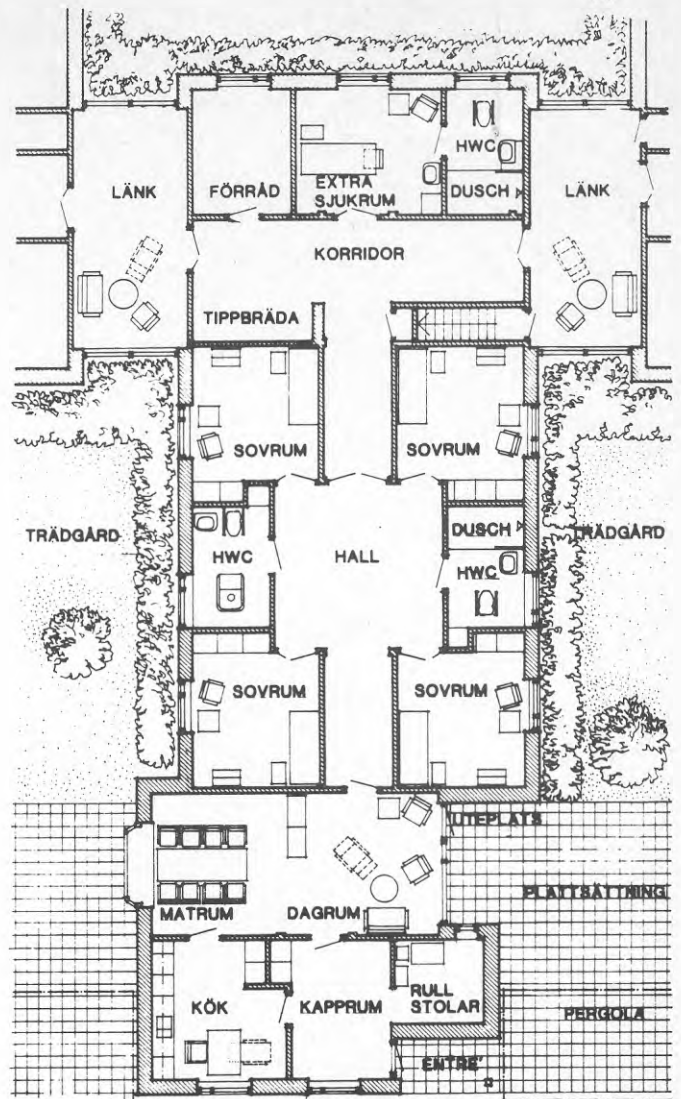 HWC
LÄNK
FÖRRÅD
EXTRA
SJUKRUM
DUSCH
LÄNK
KORRIDOR
TIPPBRÄDA
SOVRUM
SOVRUM
TRÄDGÅRD
DUSCH
TRÄDGÅRD
HWC
HALL
HWC
SOVRUM
SOVRUM
UTEPLATS
PLATTSÄTTNING
MATRUM
DAGRUM
KÖK
KAPPRUM
RULL
STOLAR
PERGOLA
ENTRE'